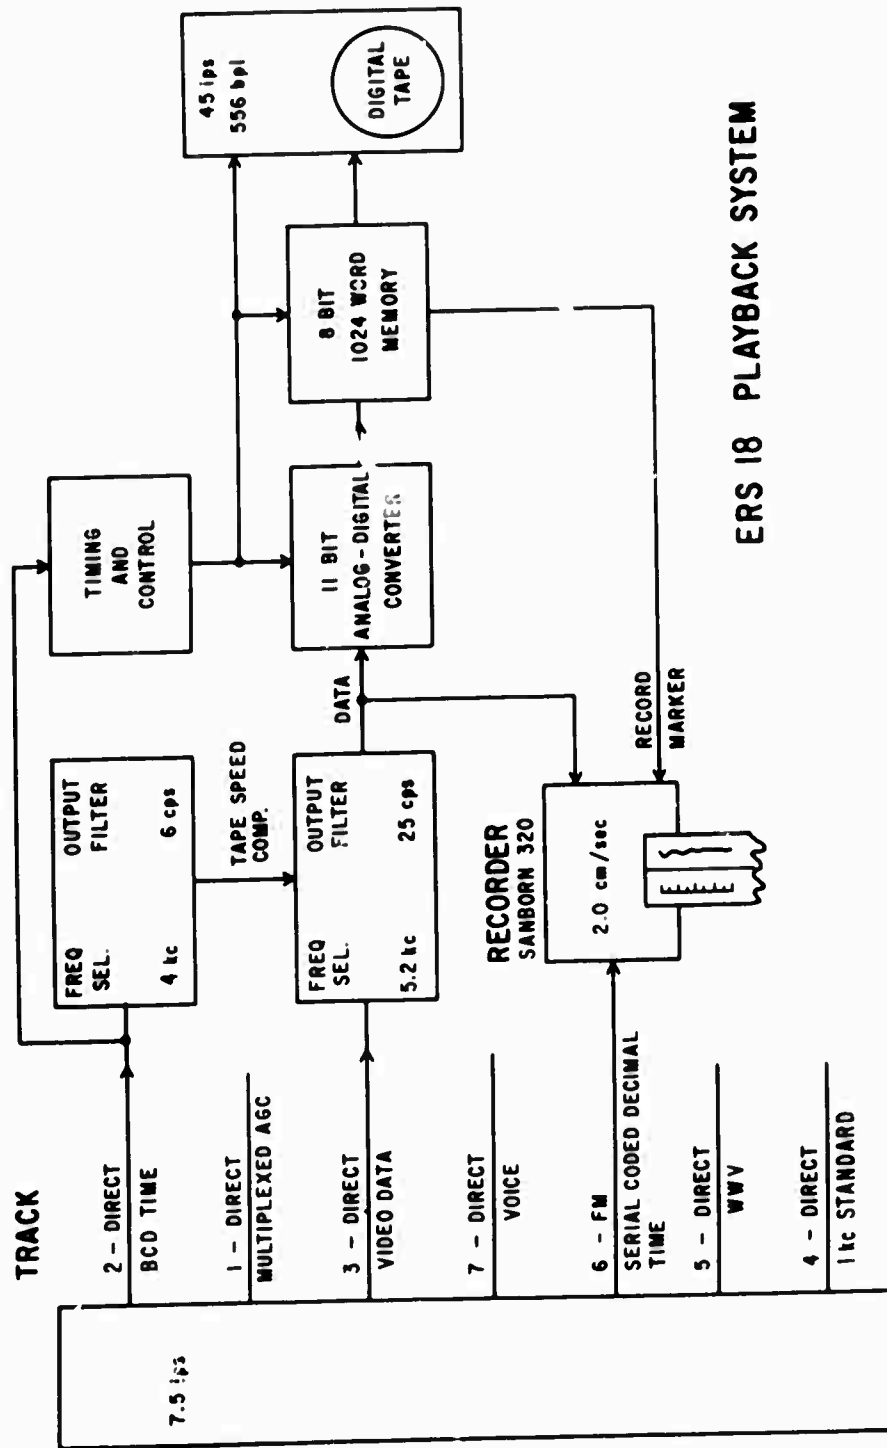 TRACK
7.5 ips
2 - DIRECT
BCD TIME
1 - DIRECT
MULTIPLEXED AGC
3 - DIRECT
VIDEO DATA
7 - DIRECT
VOICE
6 - FM
SERIAL CODED DECIMAL
TIME
5 - DIRECT
WWV
4 - DIRECT
1 kc STANDARD
FREQ
SEL.
4 kc
OUTPUT
FILTER
6 cps
TAPE SPEED
COMP.
FREQ
SEL.
5.2 kc
OUTPUT
FILTER
25 cps
DATA
RECORDER
SANBORN 320
2.0 cm/sec
RECORD
MARKER
TIMING
AND
CONTROL
11 BIT
ANALOG-DIGITAL
CONVERTER
8 BIT
1024 WORD
MEMORY
45 ips
556 bpi
DIGITAL
TAPE
ERS 18 PLAYBACK SYSTEM